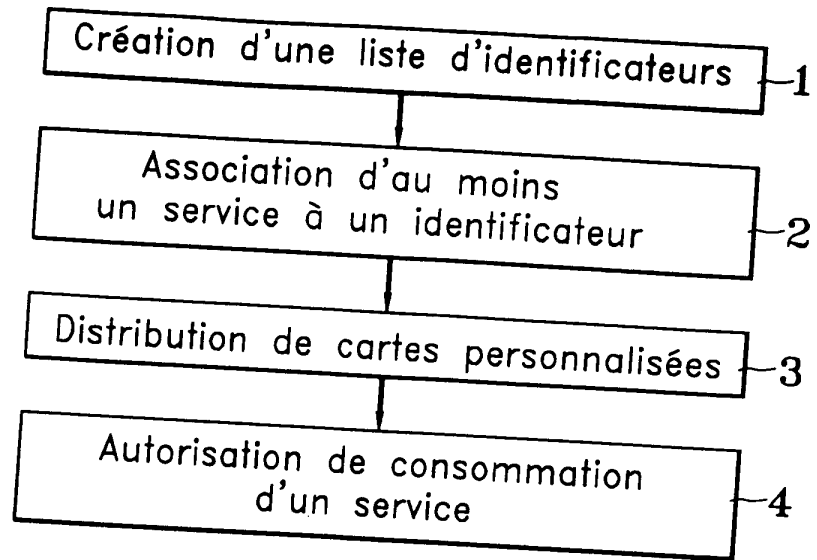 Création d'une liste d'identificateurs
1
Association d'au moins
un service à un identificateur
2
Distribution de cartes personnalisées
3
Autorisation de consommation
d'un service
4